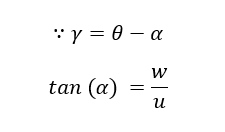 ∵ γ = θ − α
tan (α) = w/u